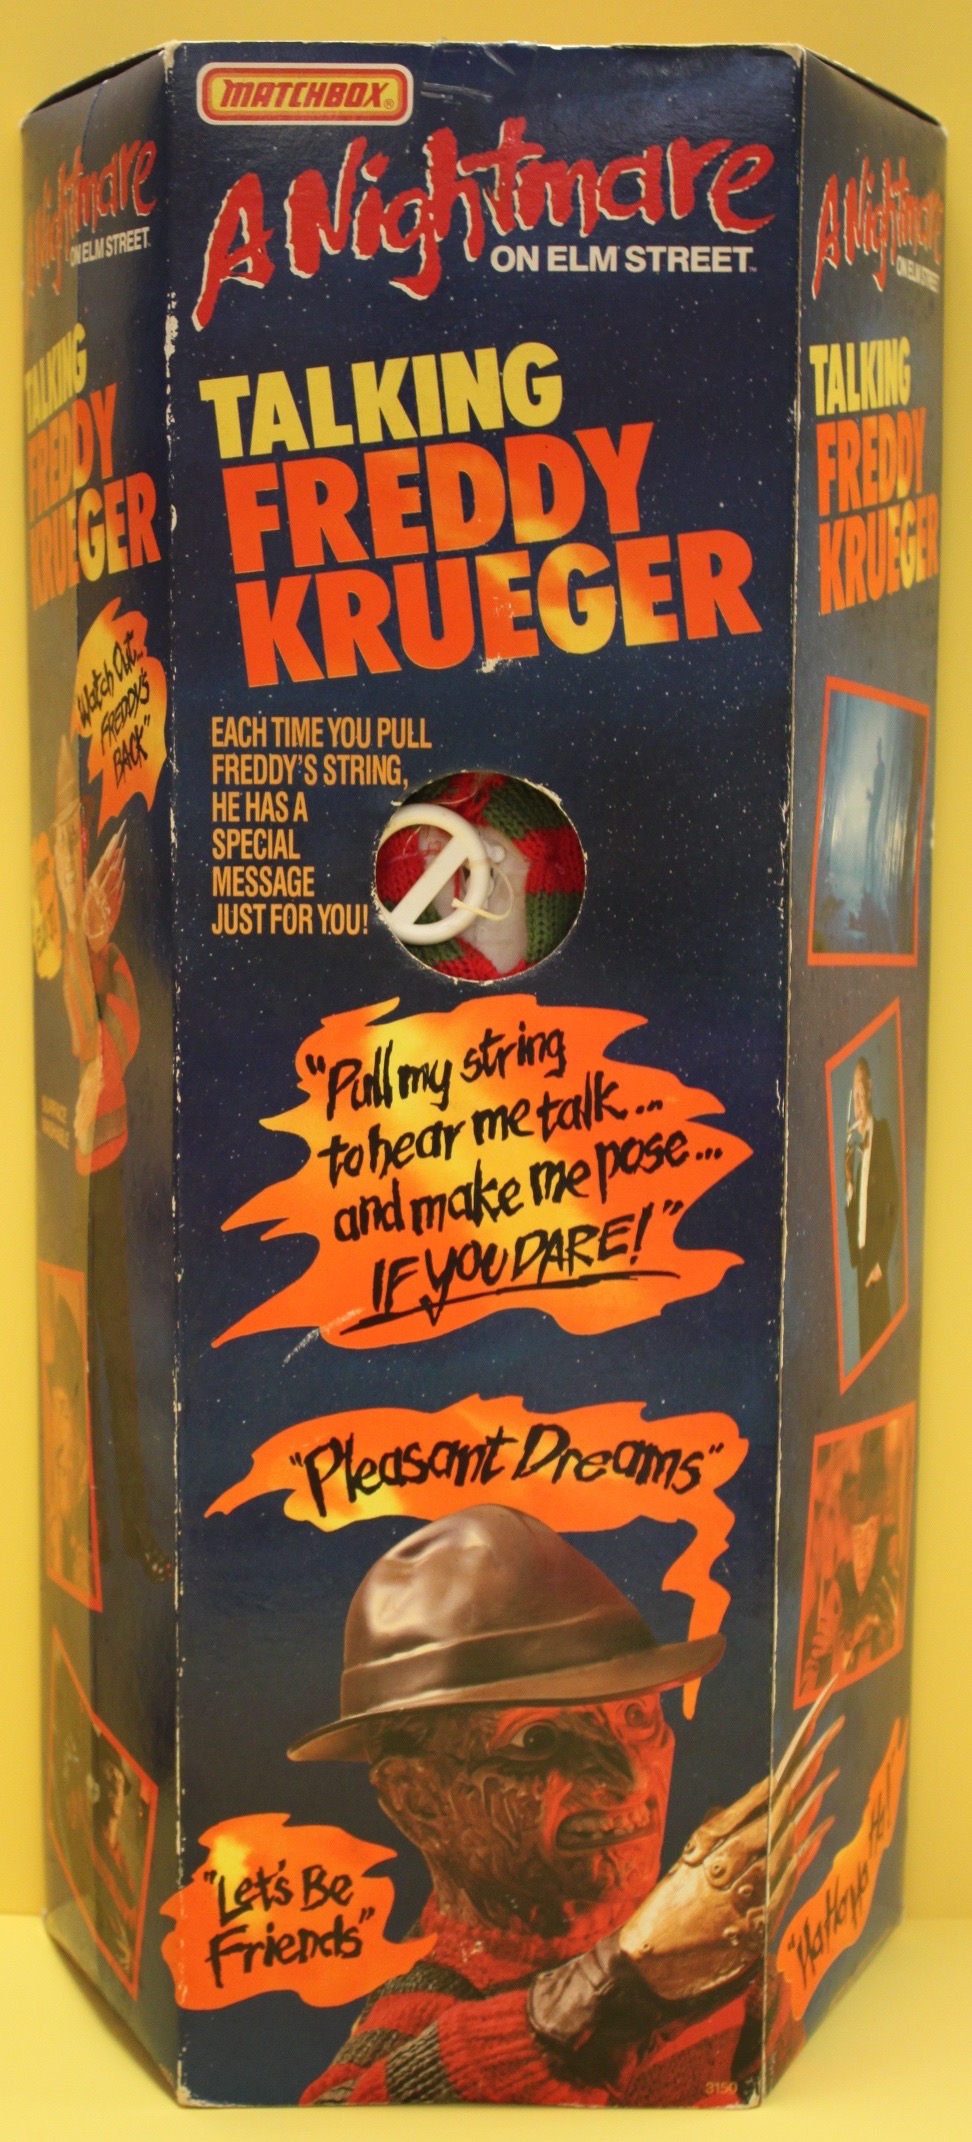 MATCHBOX®
A Nightmare
ON ELM STREET™
TALKING
FREDDY
KRUEGER
EACH TIME YOU PULL
FREDDY'S STRING,
HE HAS A
SPECIAL
MESSAGE
JUST FOR YOU!
"Pull my string
to hear me talk...
and make me pose...
IF YOU DARE!"
"Pleasant Dreams"
"Let's Be
Friends"
3150
Nightmare
ON ELM STREET
TALKING
FREDDY
KRUEGER
"Watch Out...
FREDDY'S
BACK"
A Nightmare
ON ELM STREET
TALKING
FREDDY
KRUEGER